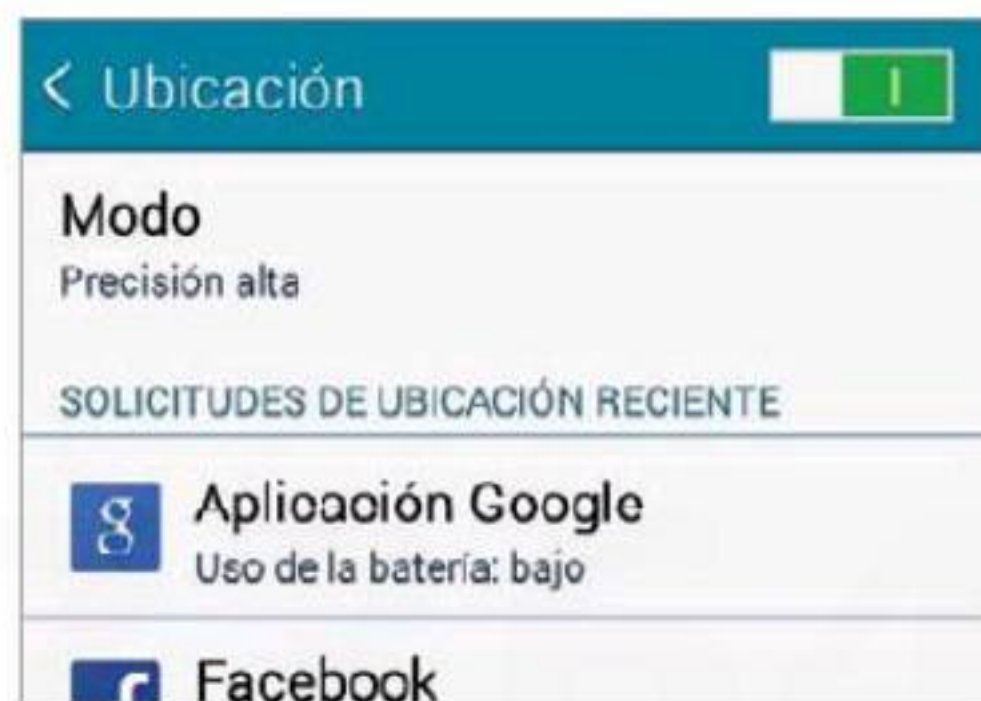 < Ubicación
Modo
Precisión alta
SOLICITUDES DE UBICACIÓN RECIENTE
g Aplicación Google
Uso de la batería: bajo
f Facebook